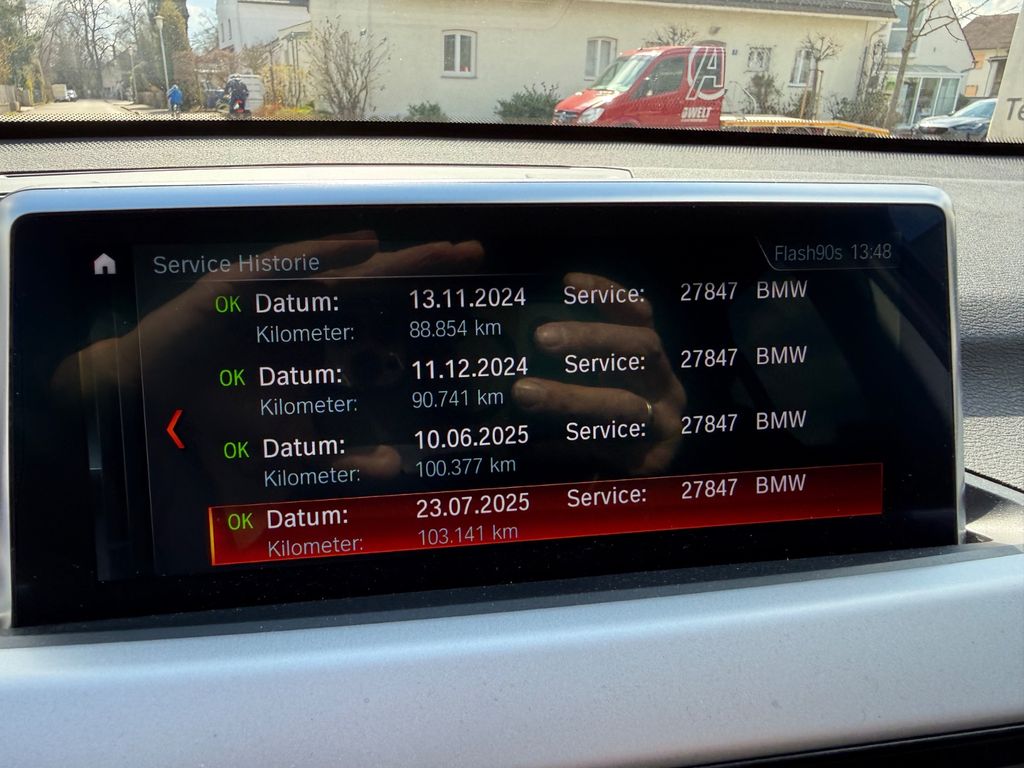 A
@WELT
Te
Service Historie
Flash90s 13:48
OK Datum: 13.11.2024 Service: 27847 BMW
Kilometer: 88.854 km
OK Datum: 11.12.2024 Service: 27847 BMW
Kilometer: 90.741 km
OK Datum: 10.06.2025 Service: 27847 BMW
Kilometer: 100.377 km
OK Datum: 23.07.2025 Service: 27847 BMW
Kilometer: 103.141 km